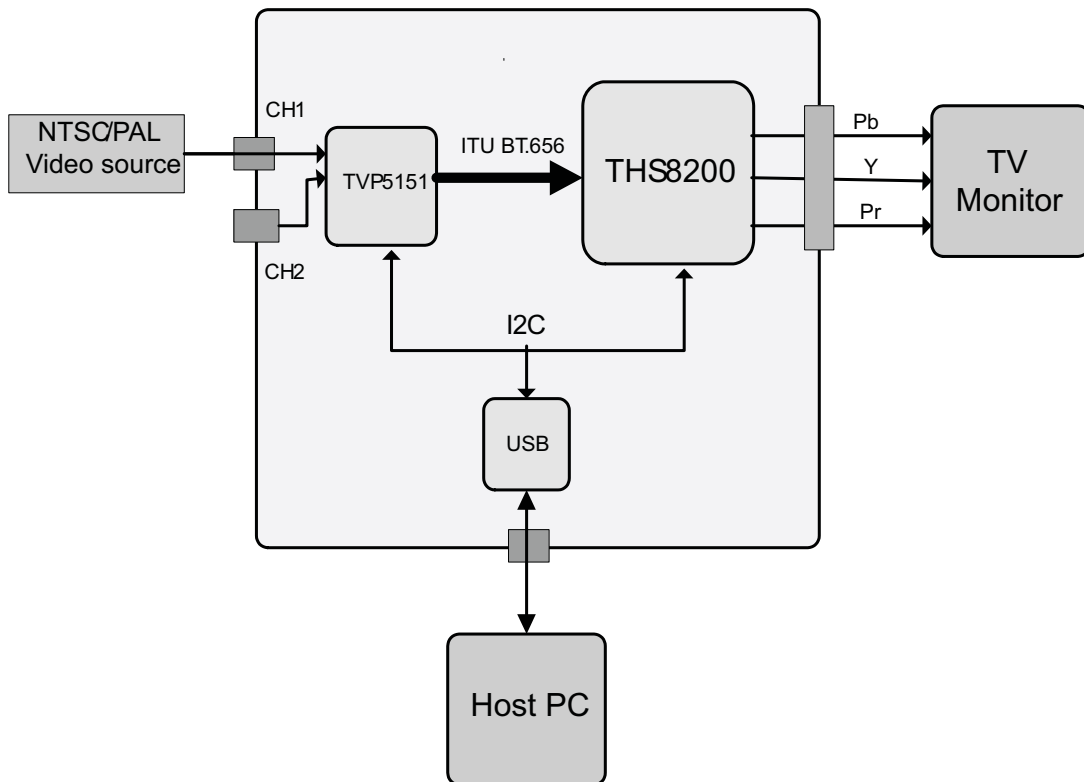 CH1
NTSC/PAL
Video source
TVP5151
ITU BT.656
THS8200
Pb
Y
Pr
TV
Monitor
CH2
I2C
USB
Host PC